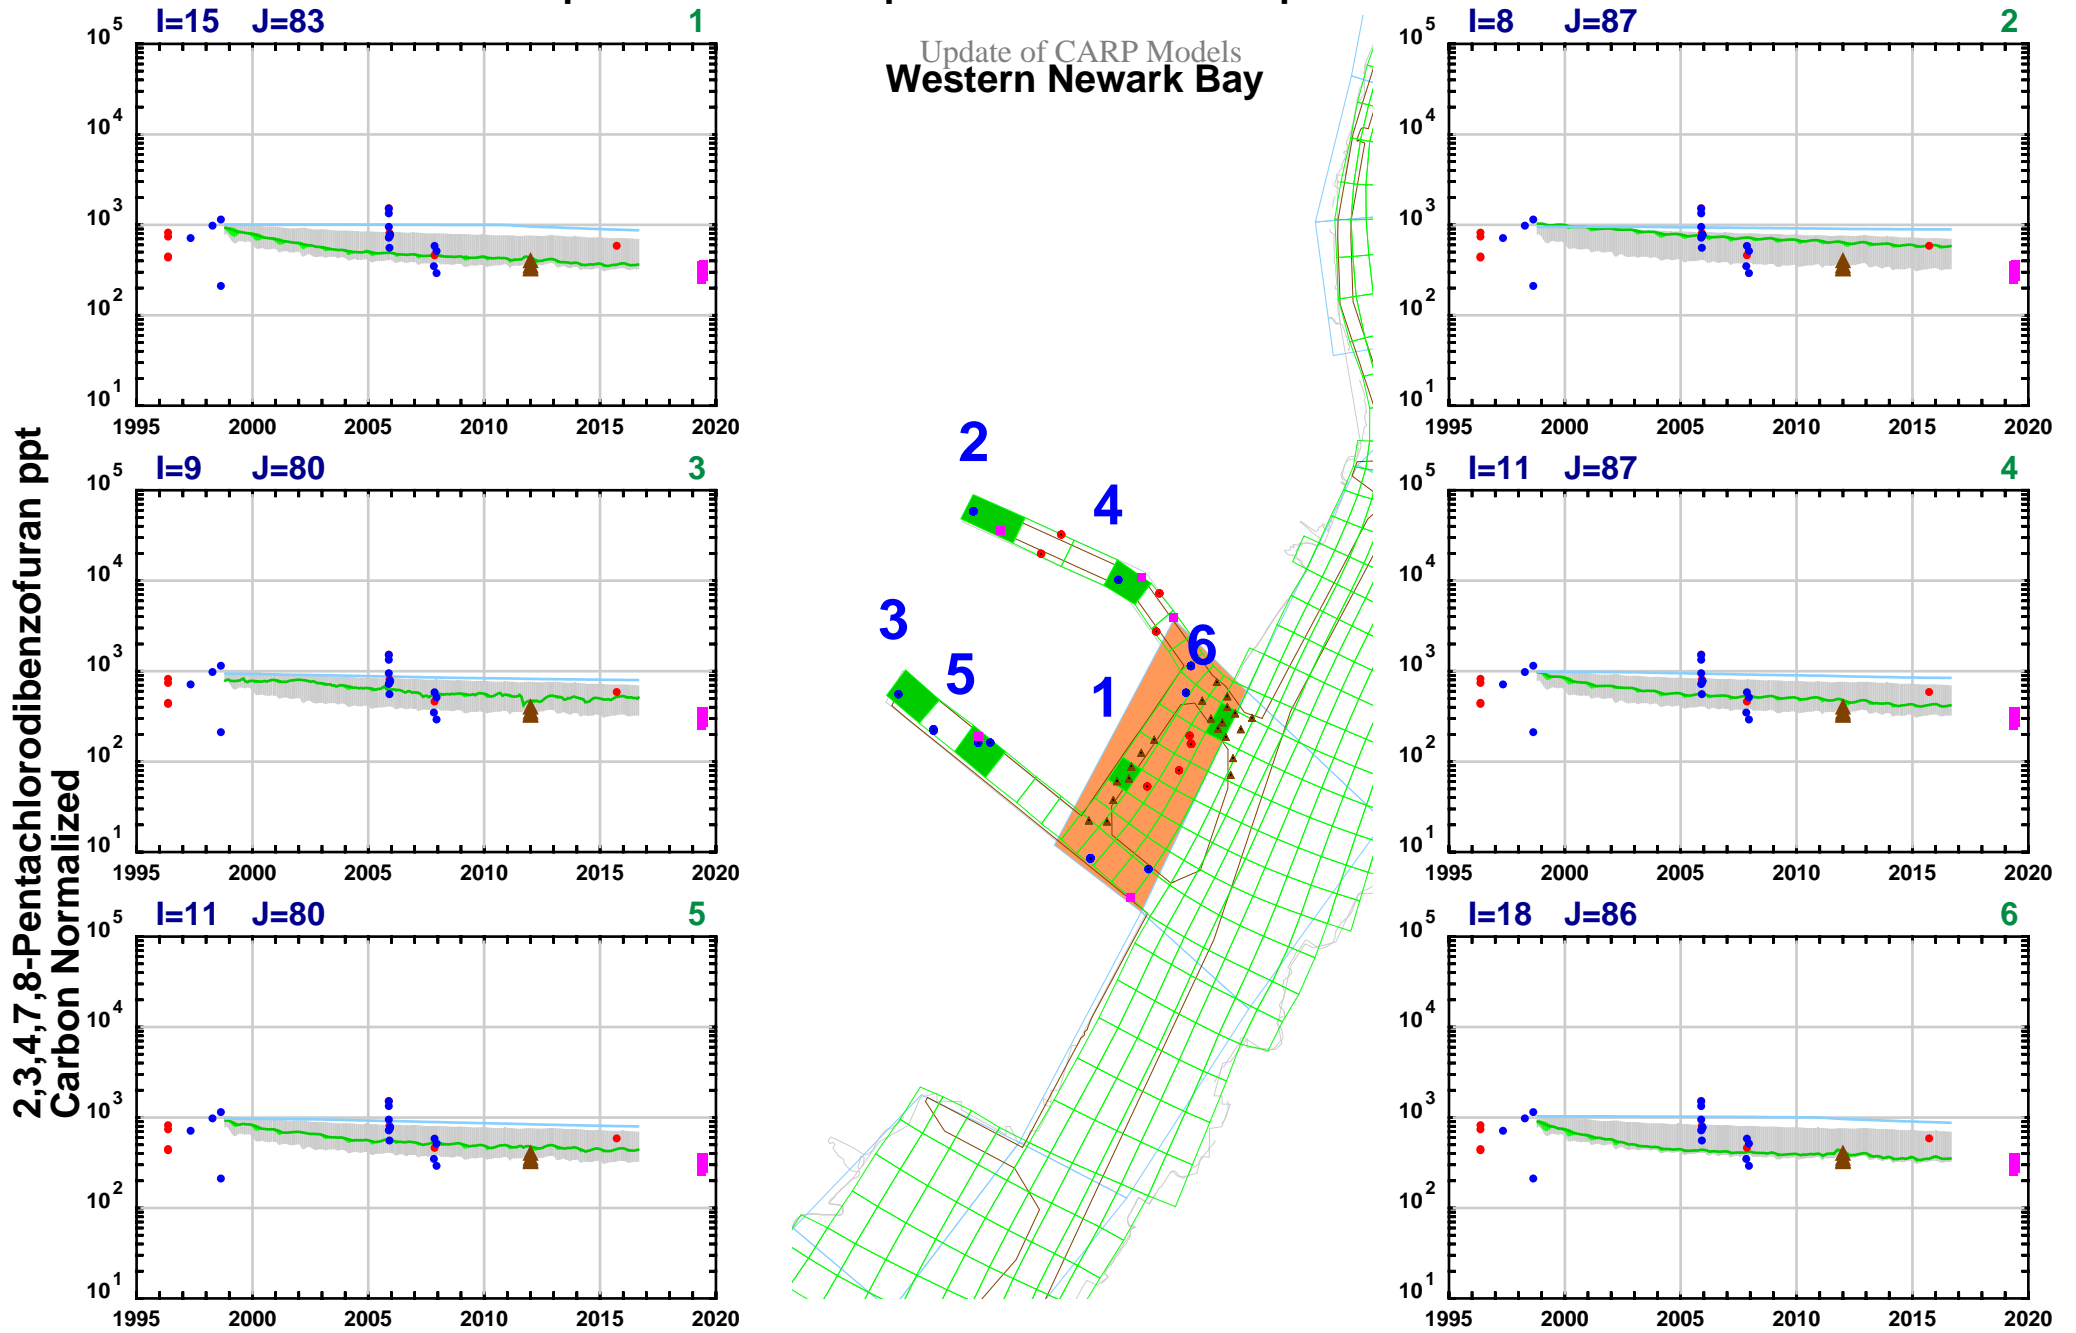 Update of CARP Models
Western Newark Bay
2,3,4,7,8-Pentachlorodibenzofuran ppt
Carbon Normalized
I=15 J=83 1
10^5
10^4
10^3
10^2
10^1
1995 2000 2005 2010 2015 2020
I=8 J=87 2
10^5
10^4
10^3
10^2
10^1
1995 2000 2005 2010 2015 2020
I=9 J=80 3
10^5
10^4
10^3
10^2
10^1
1995 2000 2005 2010 2015 2020
I=11 J=87 4
10^5
10^4
10^3
10^2
10^1
1995 2000 2005 2010 2015 2020
I=11 J=80 5
10^5
10^4
10^3
10^2
10^1
1995 2000 2005 2010 2015 2020
I=18 J=86 6
10^5
10^4
10^3
10^2
10^1
1995 2000 2005 2010 2015 2020
2
4
3
6
5
1